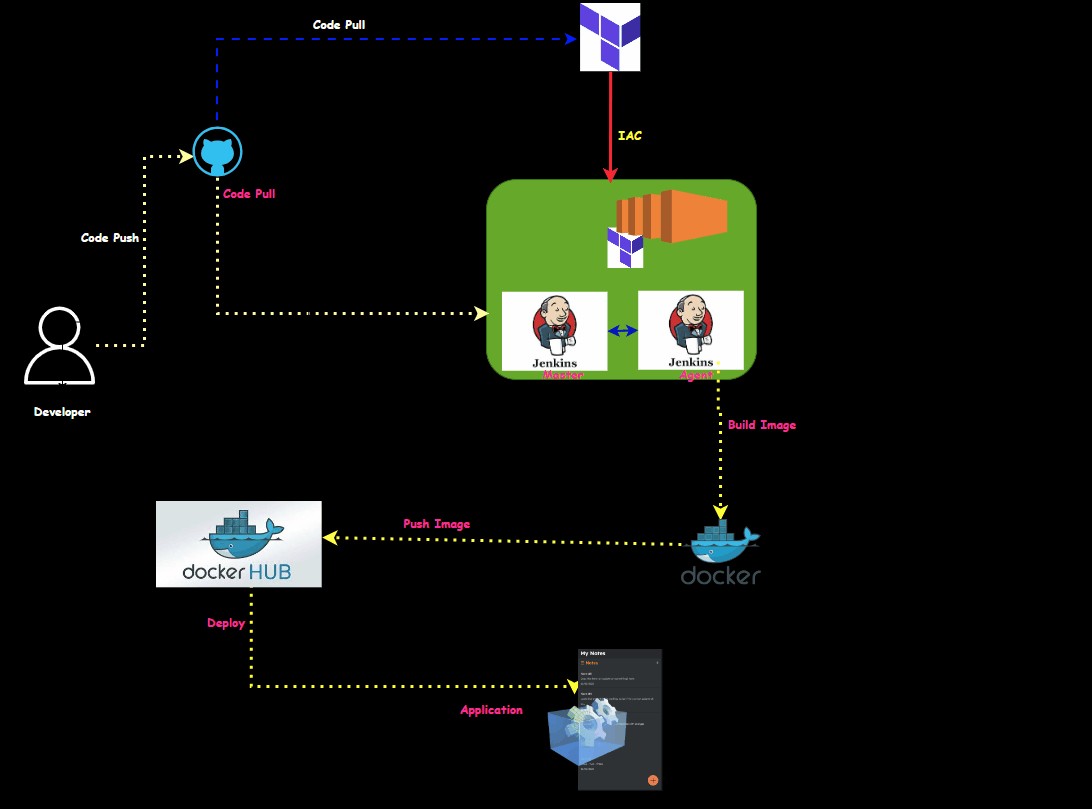 Code Pull
IAC
Code Pull
Code Push
Jenkins
Master
Jenkins
Agent
Developer
Build Image
Push Image
docker HUB
docker
Deploy
My Notes
Notes
Application